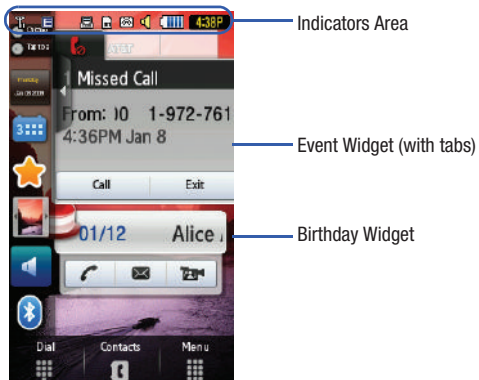 4:38P
Indicators Area
1 Missed Call
From: 1-972-761
4:36PM Jan 8
Event Widget (with tabs)
Call Exit
01/12 Alice
Birthday Widget
Dial Contacts Menu